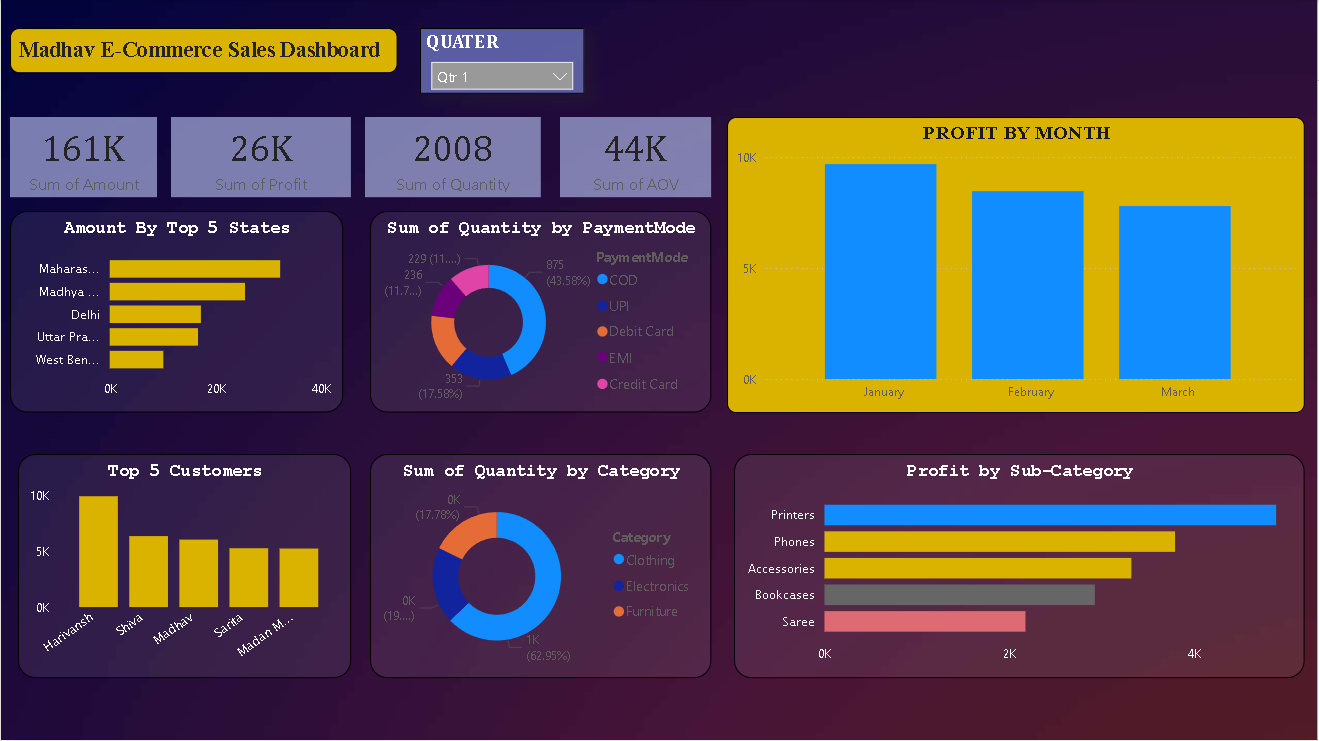 Madhav E-Commerce Sales Dashboard
QUATER
Qtr 1
161K
Sum of Amount
26K
Sum of Profit
2008
Sum of Quantity
44K
Sum of AOV
PROFIT BY MONTH
10K
5K
0K
January
February
March
Amount By Top 5 States
Maharas...
Madhya ...
Delhi
Uttar Pra...
West Ben...
0K
20K
40K
Sum of Quantity by PaymentMode
229 (11....)
236
(11.7...)
875
(43.58%)
353
(17.58%)
PaymentMode
COD
UPI
Debit Card
EMI
Credit Card
Top 5 Customers
10K
5K
0K
Harivansh
Shiva
Madhav
Sarita
Madan M...
Sum of Quantity by Category
0K
(17.78%)
0K
(19....)
1K
(62.95%)
Category
Clothing
Electronics
Furniture
Profit by Sub-Category
Printers
Phones
Accessories
Bookcases
Saree
0K
2K
4K